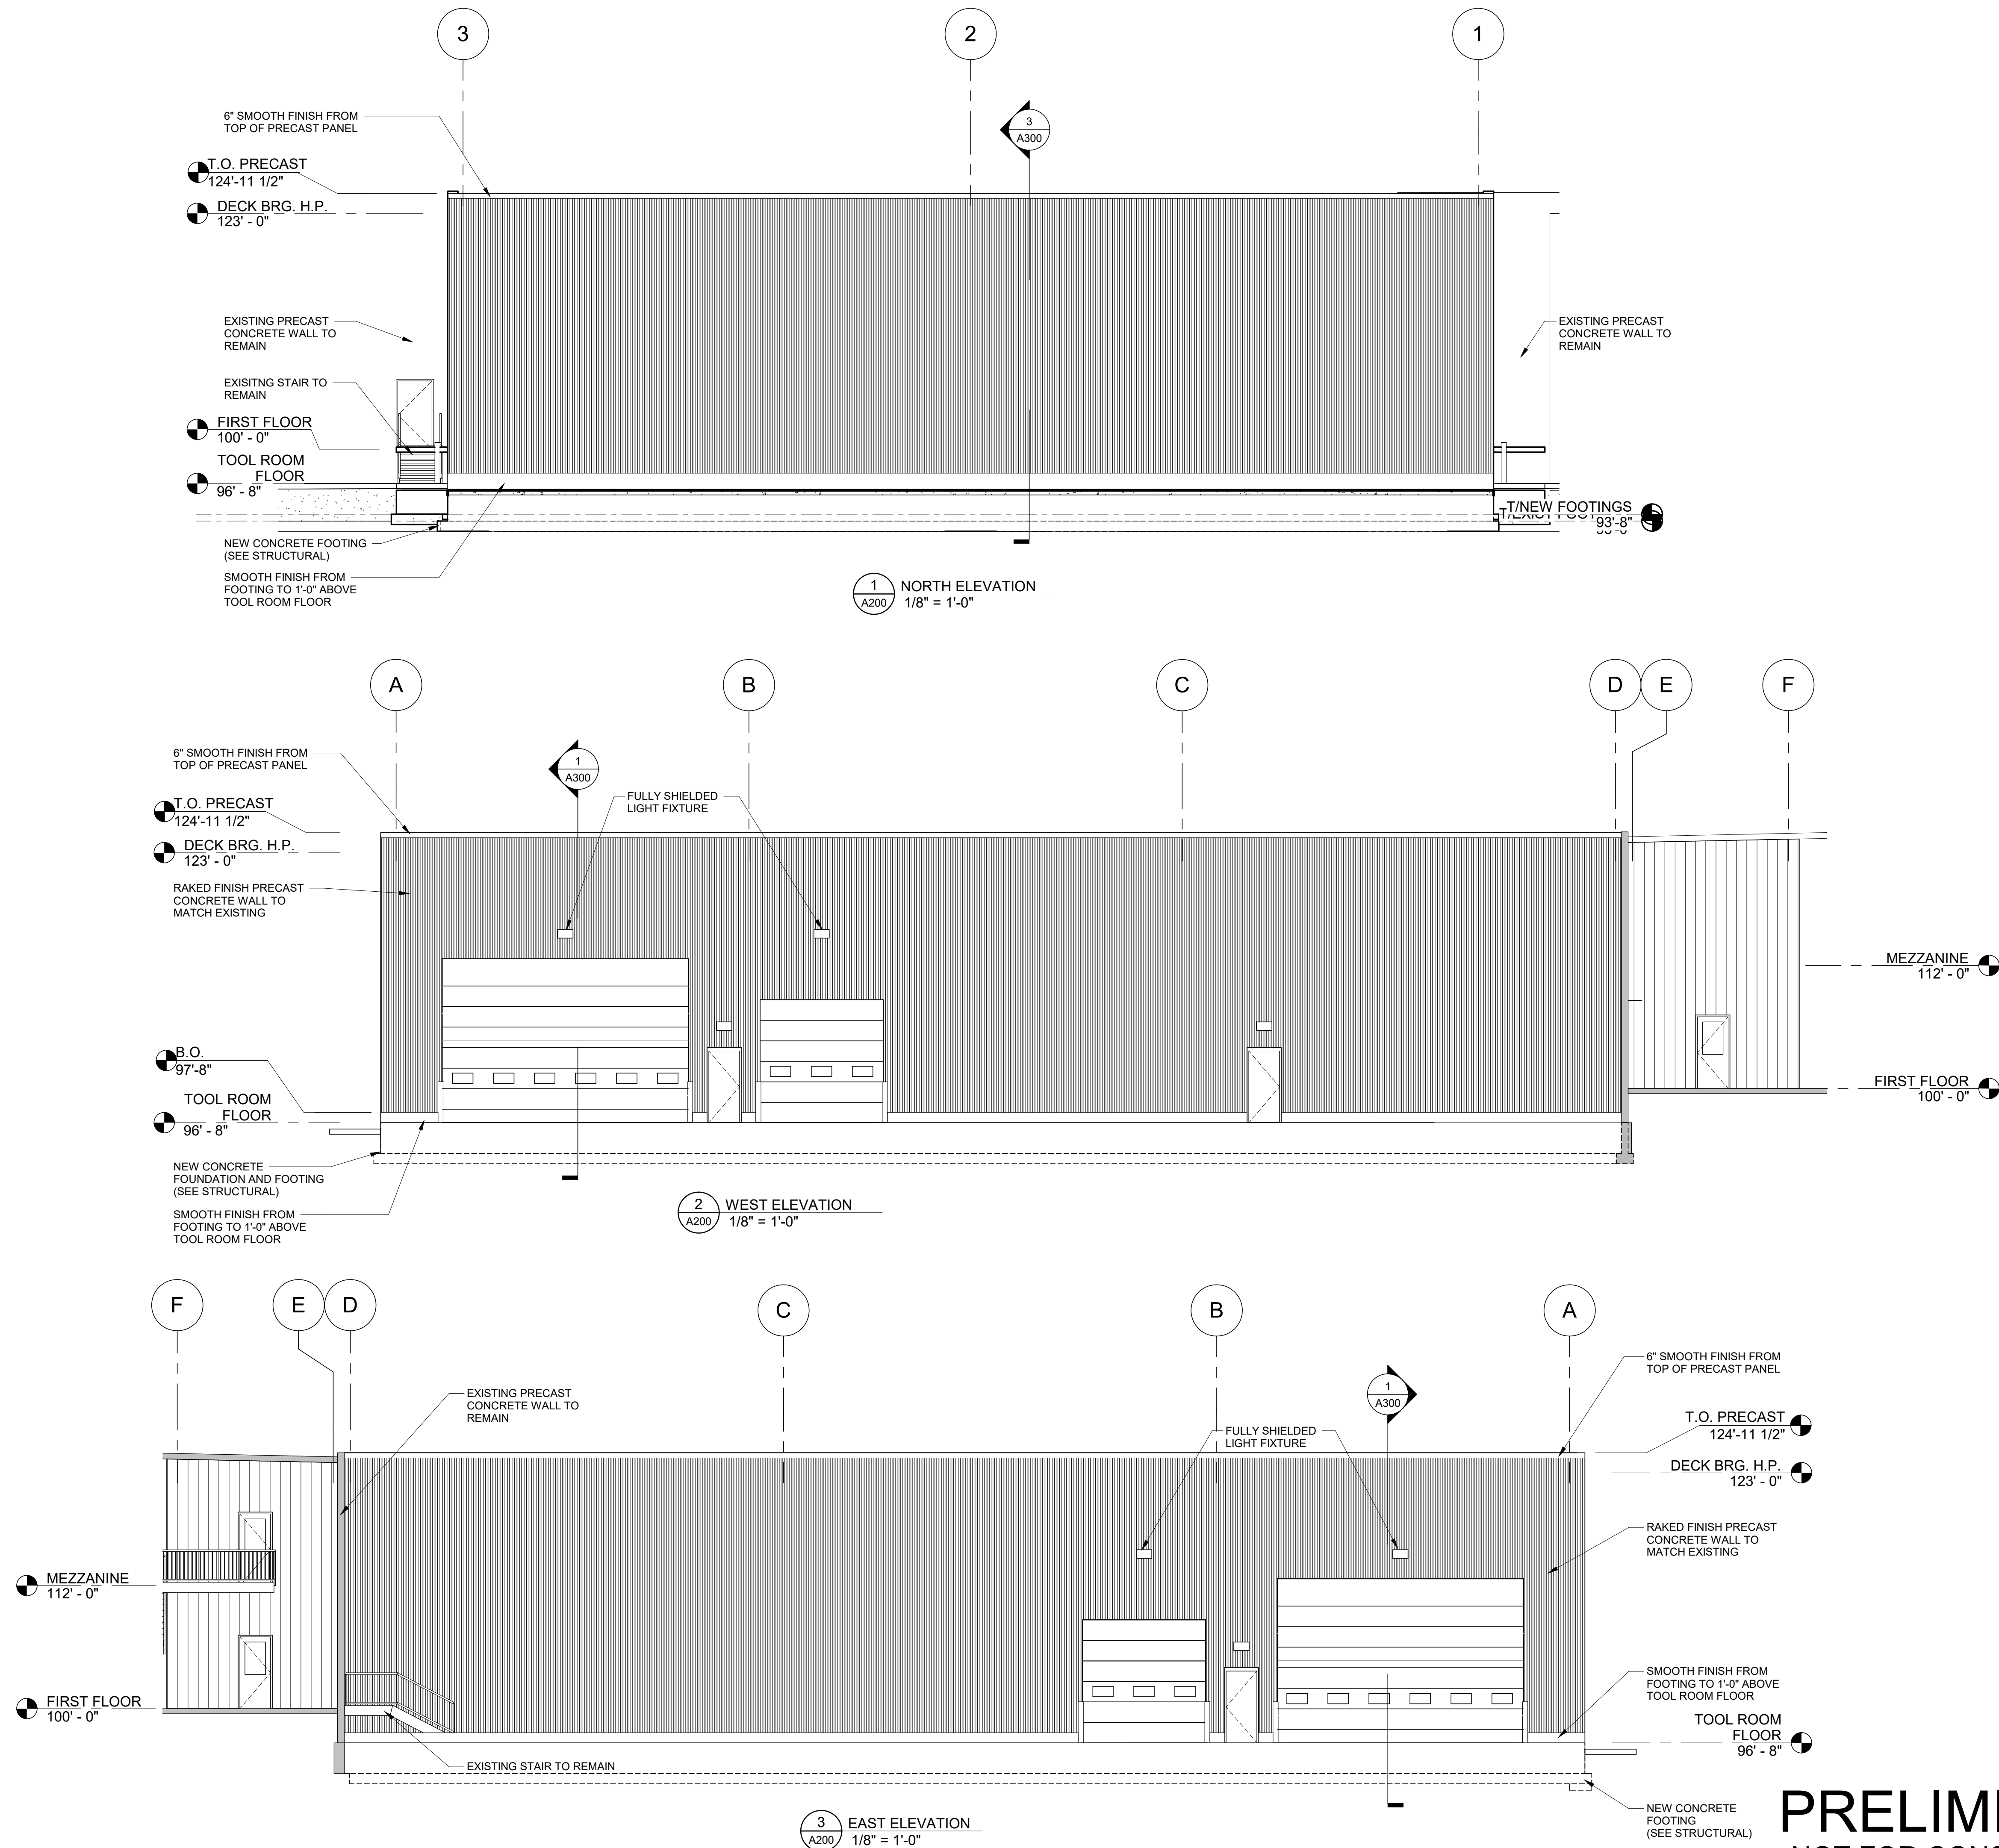 3
2
1
6" SMOOTH FINISH FROM
TOP OF PRECAST PANEL
3
A300
T.O. PRECAST
124'-11 1/2"
DECK BRG. H.P.
123' - 0"
EXISTING PRECAST
CONCRETE WALL TO
REMAIN
EXISTING PRECAST
CONCRETE WALL TO
REMAIN
EXISITNG STAIR TO
REMAIN
FIRST FLOOR
100' - 0"
TOOL ROOM
FLOOR
96' - 8"
T/NEW FOOTINGS
93'-8"
NEW CONCRETE FOOTING
(SEE STRUCTURAL)
SMOOTH FINISH FROM
FOOTING TO 1'-0" ABOVE
TOOL ROOM FLOOR
1
A200
NORTH ELEVATION
1/8" = 1'-0"
A
B
C
D
E
F
6" SMOOTH FINISH FROM
TOP OF PRECAST PANEL
1
A300
FULLY SHIELDED
LIGHT FIXTURE
T.O. PRECAST
124'-11 1/2"
DECK BRG. H.P.
123' - 0"
RAKED FINISH PRECAST
CONCRETE WALL TO
MATCH EXISTING
MEZZANINE
112' - 0"
B.O.
97'-8"
FIRST FLOOR
100' - 0"
TOOL ROOM
FLOOR
96' - 8"
NEW CONCRETE
FOUNDATION AND FOOTING
(SEE STRUCTURAL)
SMOOTH FINISH FROM
FOOTING TO 1'-0" ABOVE
TOOL ROOM FLOOR
2
A200
WEST ELEVATION
1/8" = 1'-0"
F
E
D
C
B
A
EXISTING PRECAST
CONCRETE WALL TO
REMAIN
1
A300
6" SMOOTH FINISH FROM
TOP OF PRECAST PANEL
FULLY SHIELDED
LIGHT FIXTURE
T.O. PRECAST
124'-11 1/2"
DECK BRG. H.P.
123' - 0"
RAKED FINISH PRECAST
CONCRETE WALL TO
MATCH EXISTING
MEZZANINE
112' - 0"
FIRST FLOOR
100' - 0"
SMOOTH FINISH FROM
FOOTING TO 1'-0" ABOVE
TOOL ROOM FLOOR
TOOL ROOM
FLOOR
96' - 8"
EXISTING STAIR TO REMAIN
NEW CONCRETE
FOOTING
(SEE STRUCTURAL)
3
A200
EAST ELEVATION
1/8" = 1'-0"